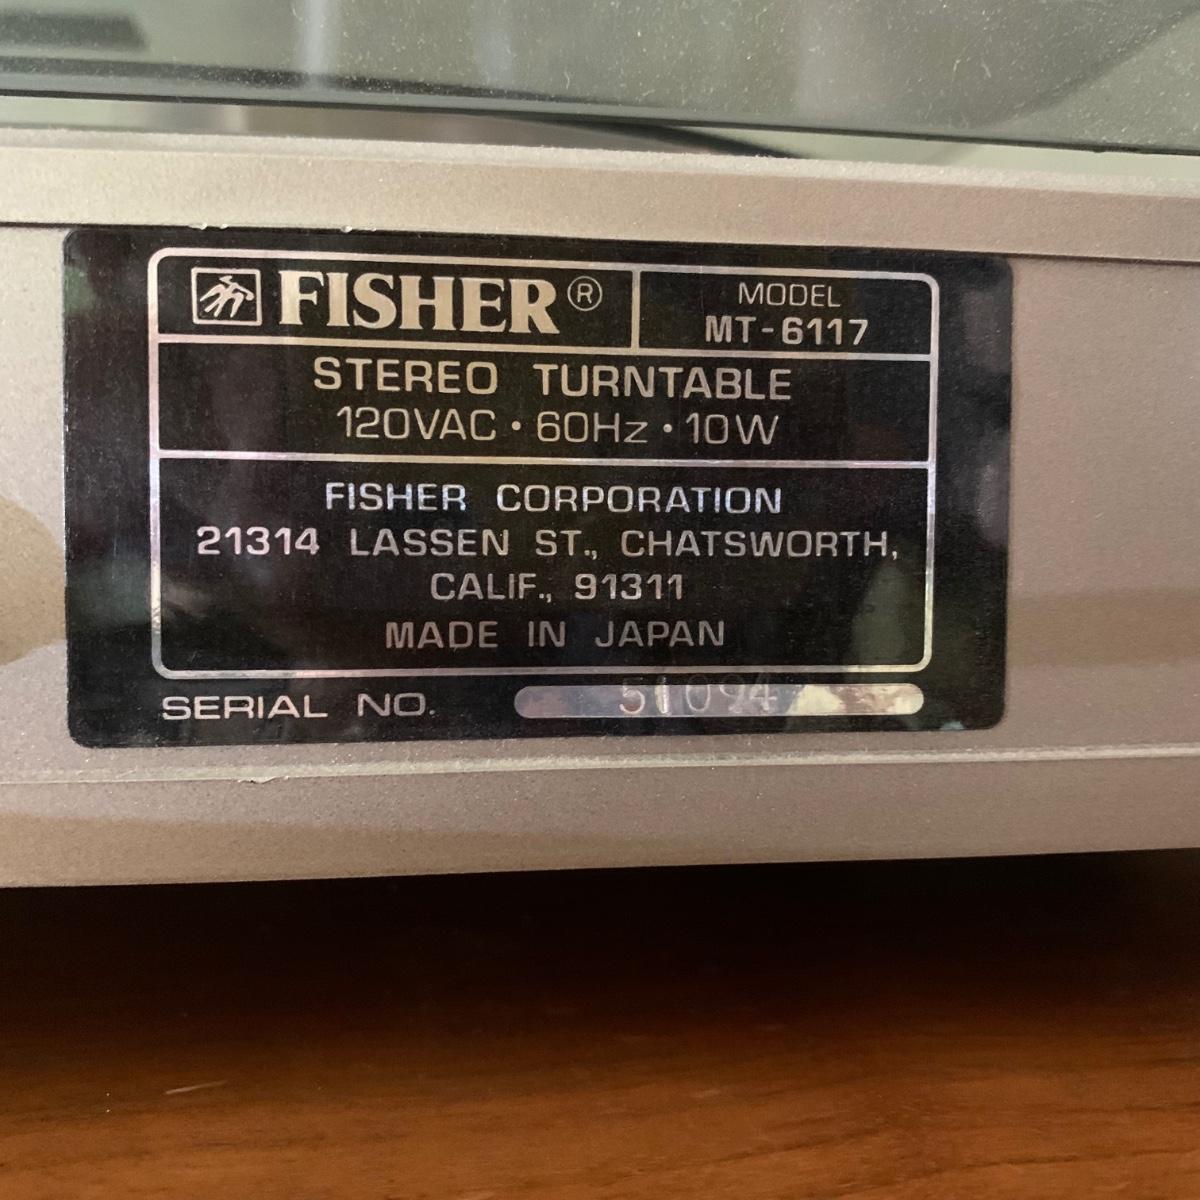 FISHER®
MODEL
MT-6117
STEREO TURNTABLE
120VAC • 60Hz • 10W
FISHER CORPORATION
21314 LASSEN ST., CHATSWORTH,
CALIF., 91311
MADE IN JAPAN
SERIAL NO. 51094